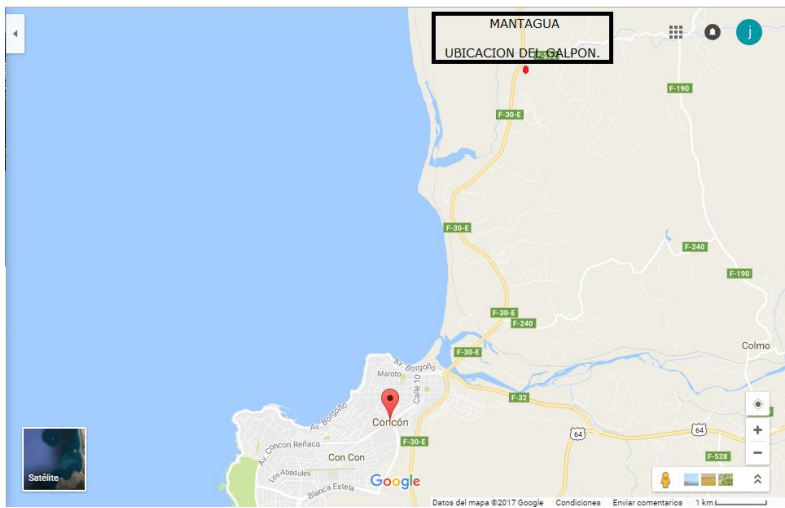 MANTAGUA
UBICACION DEL GALPON.
j
F-190
F-30-E
F-30-E
F-240
F-190
F-30-E
F-240
Colmo
F-30-E
Av. Borgoño
Maroto
Calle 10
F-32
Av. Borgoño
Concón
64
64
Av. Concon Reñaca
F-30-E
Con Con
F-528
Los Abedules
Satélite
Google
Blanca Estela
Datos del mapa ©2017 Google Condiciones Enviar comentarios 1 km